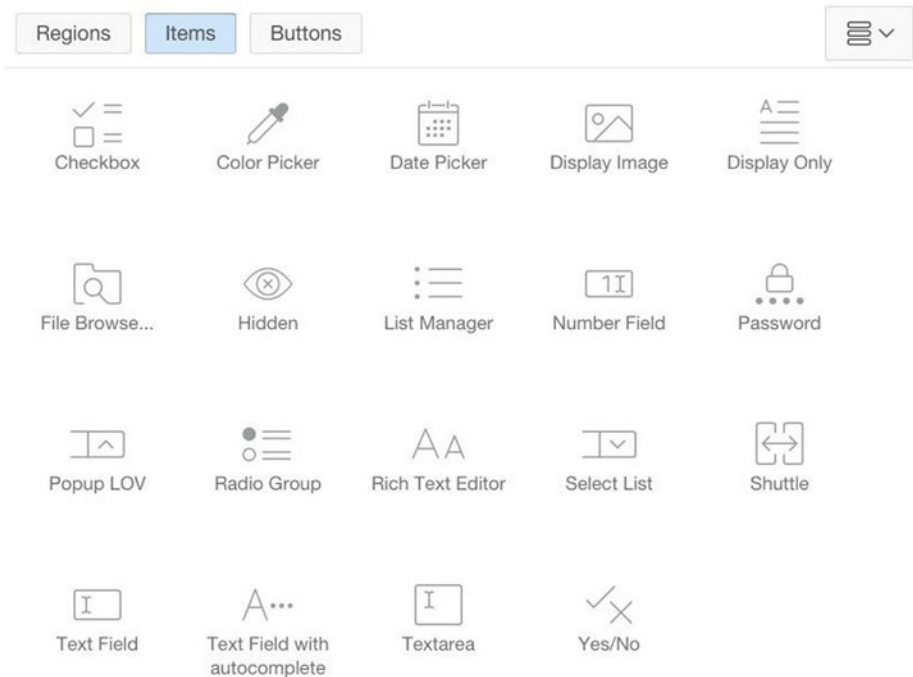 Regions Items Buttons
Checkbox Color Picker Date Picker Display Image Display Only
File Browse... Hidden List Manager Number Field Password
Popup LOV Radio Group Rich Text Editor Select List Shuttle
Text Field Text Field with autocomplete Textarea Yes/No